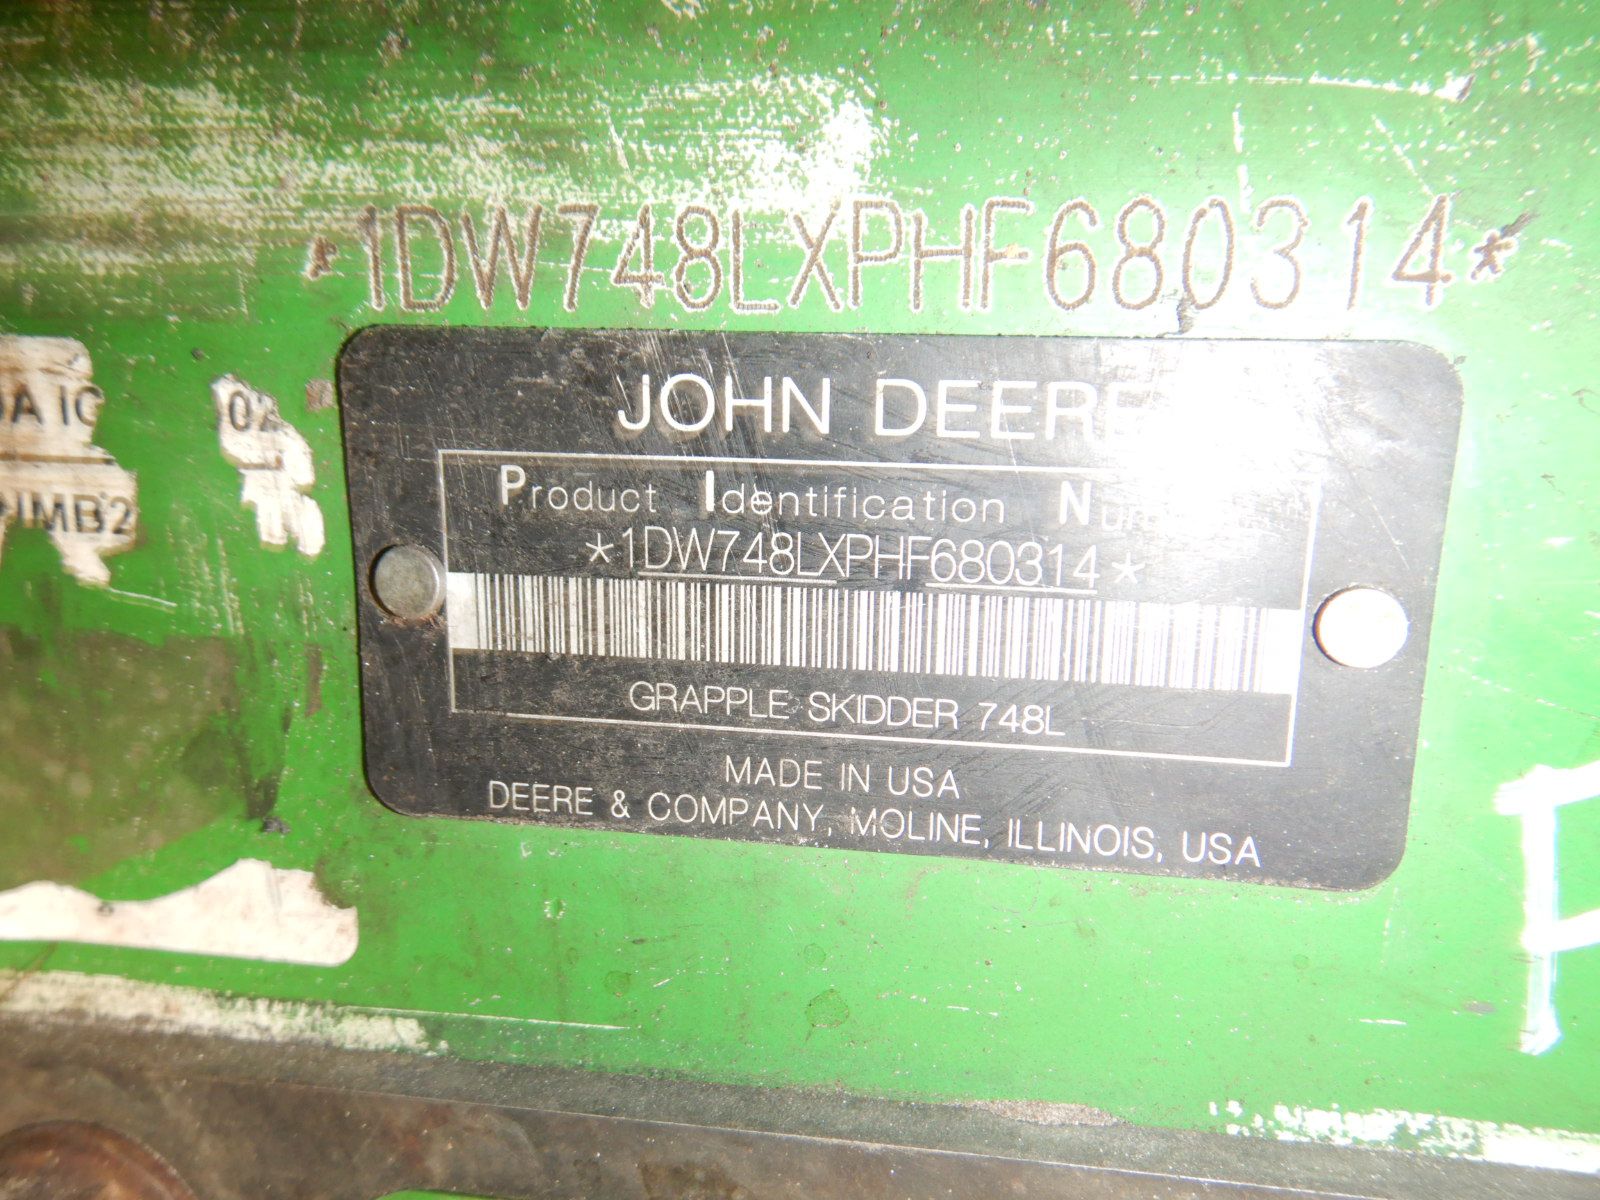 *1DW748LXPHF680314*
JOHN DEERE
Product Identification
*1DW748LXPHF680314*
GRAPPLE SKIDDER 748L
MADE IN USA
DEERE & COMPANY, MOLINE, ILLINOIS, USA